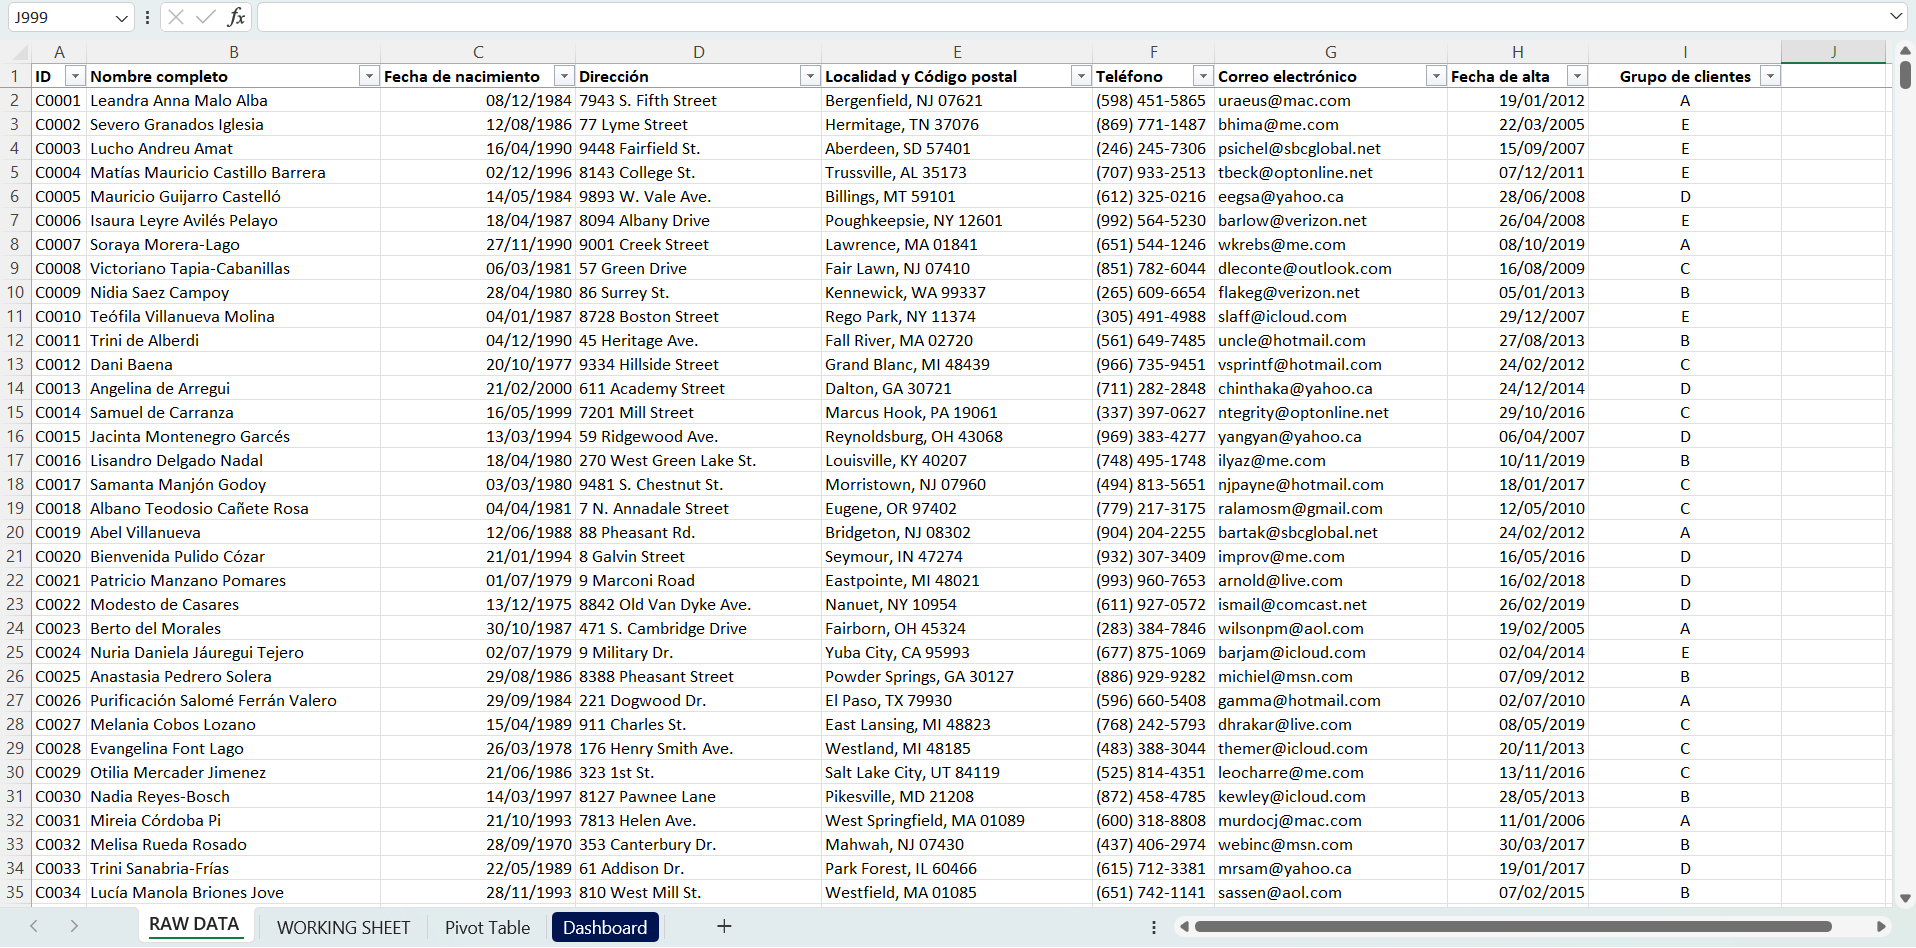 J999
fx
A B C D E F G H I J
1 ID Nombre completo Fecha de nacimiento Dirección Localidad y Código postal Teléfono Correo electrónico Fecha de alta Grupo de clientes
2 C0001 Leandra Anna Malo Alba 08/12/1984 7943 S. Fifth Street Bergenfield, NJ 07621 (598) 451-5865 uraeus@mac.com 19/01/2012 A
3 C0002 Severo Granados Iglesia 12/08/1986 77 Lyme Street Hermitage, TN 37076 (869) 771-1487 bhima@me.com 22/03/2005 E
4 C0003 Lucho Andreu Amat 16/04/1990 9448 Fairfield St. Aberdeen, SD 57401 (246) 245-7306 psichel@sbcglobal.net 15/09/2007 E
5 C0004 Matías Mauricio Castillo Barrera 02/12/1996 8143 College St. Trussville, AL 35173 (707) 933-2513 tbeck@optonline.net 07/12/2011 E
6 C0005 Mauricio Guijarro Castelló 14/05/1984 9893 W. Vale Ave. Billings, MT 59101 (612) 325-0216 eegsa@yahoo.ca 28/06/2008 D
7 C0006 Isaura Leyre Avilés Pelayo 18/04/1987 8094 Albany Drive Poughkeepsie, NY 12601 (992) 564-5230 barlow@verizon.net 26/04/2008 E
8 C0007 Soraya Morera-Lago 27/11/1990 9001 Creek Street Lawrence, MA 01841 (651) 544-1246 wkrebs@me.com 08/10/2019 A
9 C0008 Victoriano Tapia-Cabanillas 06/03/1981 57 Green Drive Fair Lawn, NJ 07410 (851) 782-6044 dleconte@outlook.com 16/08/2009 C
10 C0009 Nidia Saez Campoy 28/04/1980 86 Surrey St. Kennewick, WA 99337 (265) 609-6654 flakeg@verizon.net 05/01/2013 B
11 C0010 Teófila Villanueva Molina 04/01/1987 8728 Boston Street Rego Park, NY 11374 (305) 491-4988 slaff@icloud.com 29/12/2007 E
12 C0011 Trini de Alberdi 04/12/1990 45 Heritage Ave. Fall River, MA 02720 (561) 649-7485 uncle@hotmail.com 27/08/2013 B
13 C0012 Dani Baena 20/10/1977 9334 Hillside Street Grand Blanc, MI 48439 (966) 735-9451 vsprintf@hotmail.com 24/02/2012 C
14 C0013 Angelina de Arregui 21/02/2000 611 Academy Street Dalton, GA 30721 (711) 282-2848 chinthaka@yahoo.ca 24/12/2014 D
15 C0014 Samuel de Carranza 16/05/1999 7201 Mill Street Marcus Hook, PA 19061 (337) 397-0627 ntegrity@optonline.net 29/10/2016 C
16 C0015 Jacinta Montenegro Garcés 13/03/1994 59 Ridgewood Ave. Reynoldsburg, OH 43068 (969) 383-4277 yangyan@yahoo.ca 06/04/2007 D
17 C0016 Lisandro Delgado Nadal 18/04/1980 270 West Green Lake St. Louisville, KY 40207 (748) 495-1748 ilyaz@me.com 10/11/2019 B
18 C0017 Samanta Manjón Godoy 03/03/1980 9481 S. Chestnut St. Morristown, NJ 07960 (494) 813-5651 njpayne@hotmail.com 18/01/2017 C
19 C0018 Albano Teodosio Cañete Rosa 04/04/1981 7 N. Annadale Street Eugene, OR 97402 (779) 217-3175 ralamosm@gmail.com 12/05/2010 C
20 C0019 Abel Villanueva 12/06/1988 88 Pheasant Rd. Bridgeton, NJ 08302 (904) 204-2255 bartak@sbcglobal.net 24/02/2012 A
21 C0020 Bienvenida Pulido Cózar 21/01/1994 8 Galvin Street Seymour, IN 47274 (932) 307-3409 improv@me.com 16/05/2016 D
22 C0021 Patricio Manzano Pomares 01/07/1979 9 Marconi Road Eastpointe, MI 48021 (993) 960-7653 arnold@live.com 16/02/2018 D
23 C0022 Modesto de Casares 13/12/1975 8842 Old Van Dyke Ave. Nanuet, NY 10954 (611) 927-0572 ismail@comcast.net 26/02/2019 D
24 C0023 Berto del Morales 30/10/1987 471 S. Cambridge Drive Fairborn, OH 45324 (283) 384-7846 wilsonpm@aol.com 19/02/2005 A
25 C0024 Nuria Daniela Jáuregui Tejero 02/07/1979 9 Military Dr. Yuba City, CA 95993 (677) 875-1069 barjam@icloud.com 02/04/2014 E
26 C0025 Anastasia Pedrero Solera 29/08/1986 8388 Pheasant Street Powder Springs, GA 30127 (886) 929-9282 michiel@msn.com 07/09/2012 B
27 C0026 Purificación Salomé Ferrán Valero 29/09/1984 221 Dogwood Dr. El Paso, TX 79930 (596) 660-5408 gamma@hotmail.com 02/07/2010 A
28 C0027 Melania Cobos Lozano 15/04/1989 911 Charles St. East Lansing, MI 48823 (768) 242-5793 dhrakar@live.com 08/05/2019 C
29 C0028 Evangelina Font Lago 26/03/1978 176 Henry Smith Ave. Westland, MI 48185 (483) 388-3044 themer@icloud.com 20/11/2013 C
30 C0029 Otilia Mercader Jimenez 21/06/1986 323 1st St. Salt Lake City, UT 84119 (525) 814-4351 leocharre@me.com 13/11/2016 C
31 C0030 Nadia Reyes-Bosch 14/03/1997 8127 Pawnee Lane Pikesville, MD 21208 (872) 458-4785 kewley@icloud.com 28/05/2013 B
32 C0031 Mireia Córdoba Pi 21/10/1993 7813 Helen Ave. West Springfield, MA 01089 (600) 318-8808 murdocj@mac.com 11/01/2006 A
33 C0032 Melisa Rueda Rosado 28/09/1970 353 Canterbury Dr. Mahwah, NJ 07430 (437) 406-2974 webinc@msn.com 30/03/2017 B
34 C0033 Trini Sanabria-Frías 22/05/1989 61 Addison Dr. Park Forest, IL 60466 (615) 712-3381 mrsam@yahoo.ca 19/01/2017 D
35 C0034 Lucía Manola Briones Jove 28/11/1993 810 West Mill St. Westfield, MA 01085 (651) 742-1141 sassen@aol.com 07/02/2015 B
RAW DATA WORKING SHEET Pivot Table Dashboard